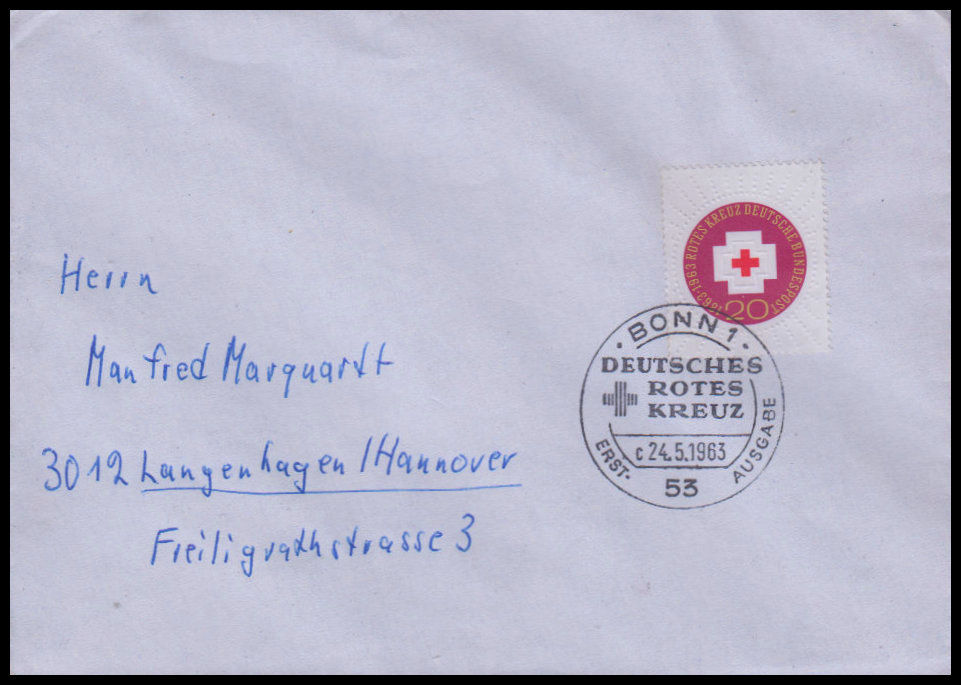 1863·1963 ROTES KREUZ DEUTSCHE BUNDESPOST
20
· BONN 1 ·
DEUTSCHES
ROTES
KREUZ
c 24.5.1963
ERST- AUSGABE
53
Herrn
Manfred Marquardt
3012 Langenhagen / Hannover
Freiligrathstrasse 3